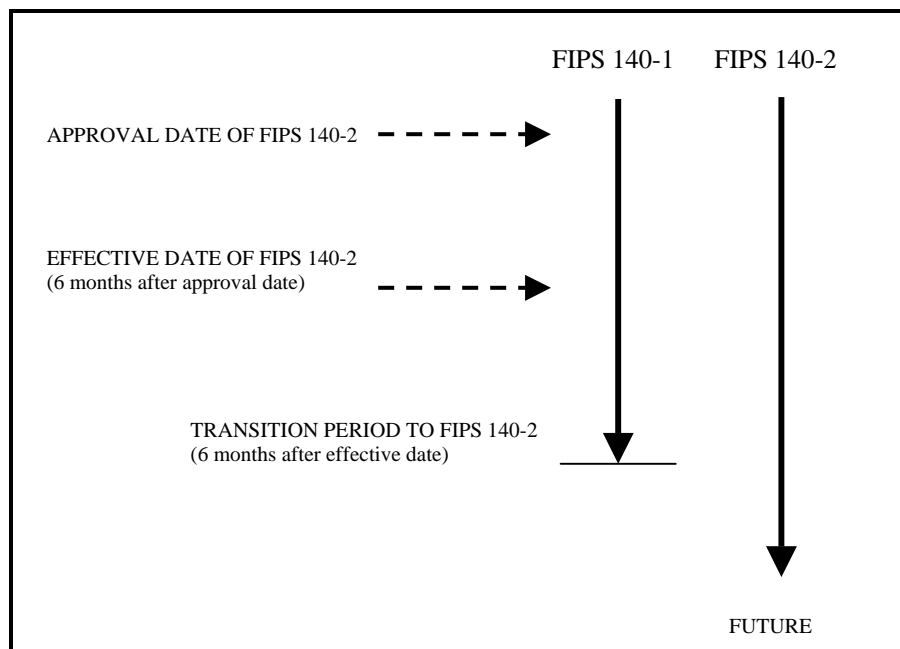 FIPS 140-1 FIPS 140-2
APPROVAL DATE OF FIPS 140-2
EFFECTIVE DATE OF FIPS 140-2
(6 months after approval date)
TRANSITION PERIOD TO FIPS 140-2
(6 months after effective date)
FUTURE